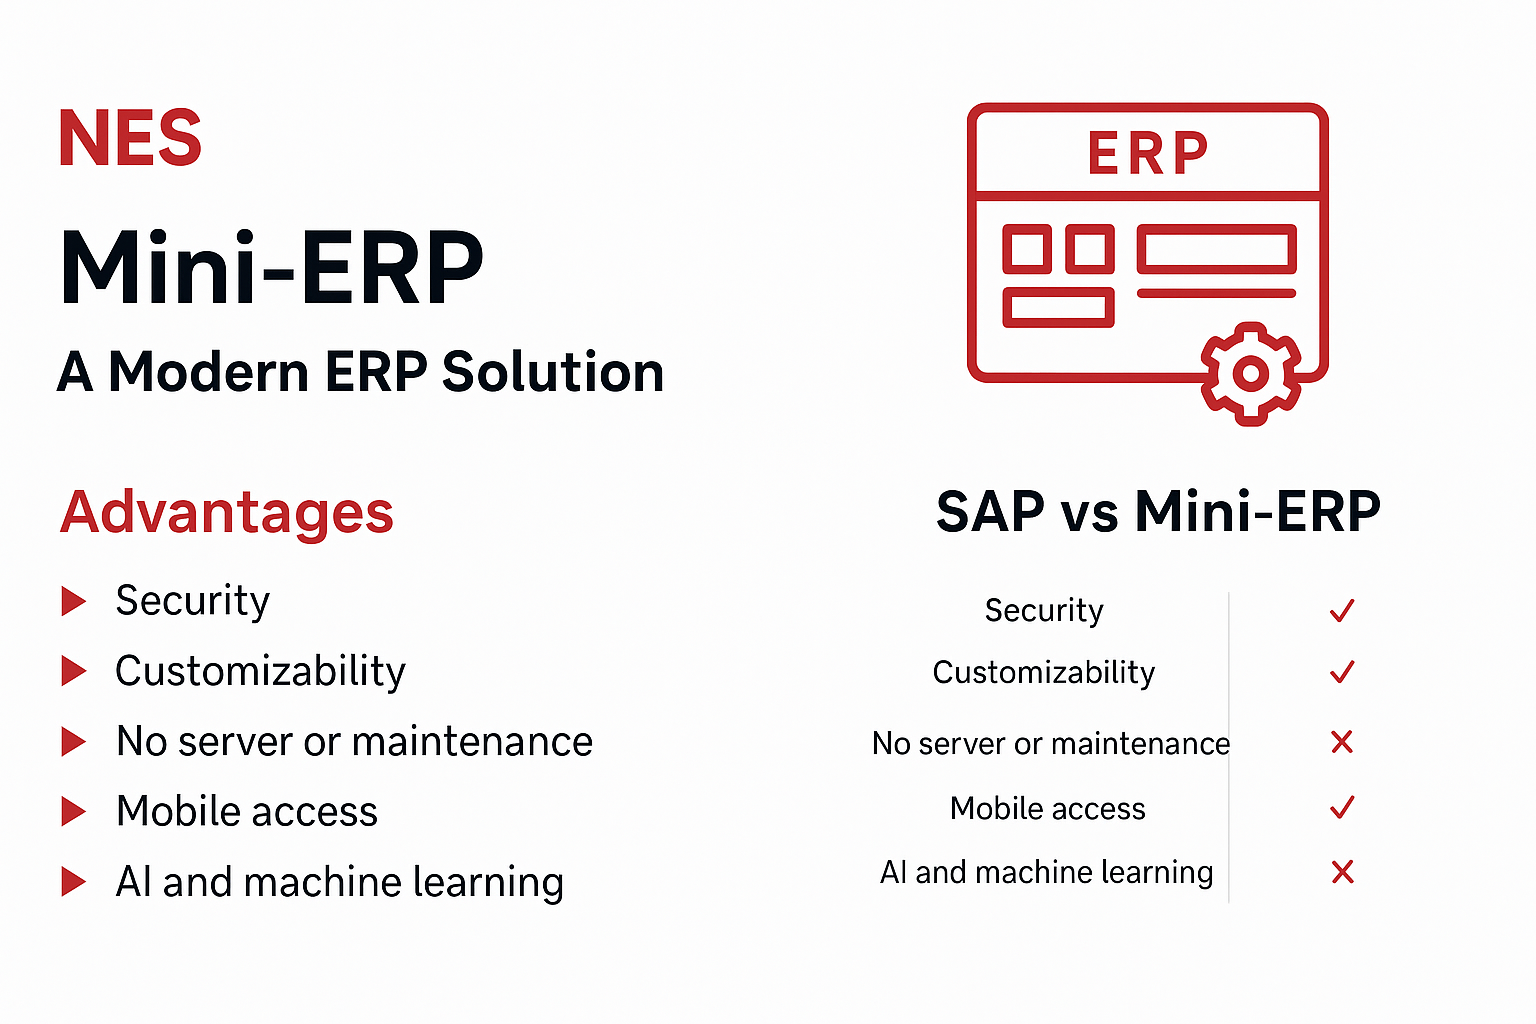 NES
Mini-ERP
A Modern ERP Solution
Advantages
Security
Customizability
No server or maintenance
Mobile access
AI and machine learning
ERP
SAP vs Mini-ERP
Security ✓
Customizability ✓
No server or maintenance ✕
Mobile access ✓
AI and machine learning ✕